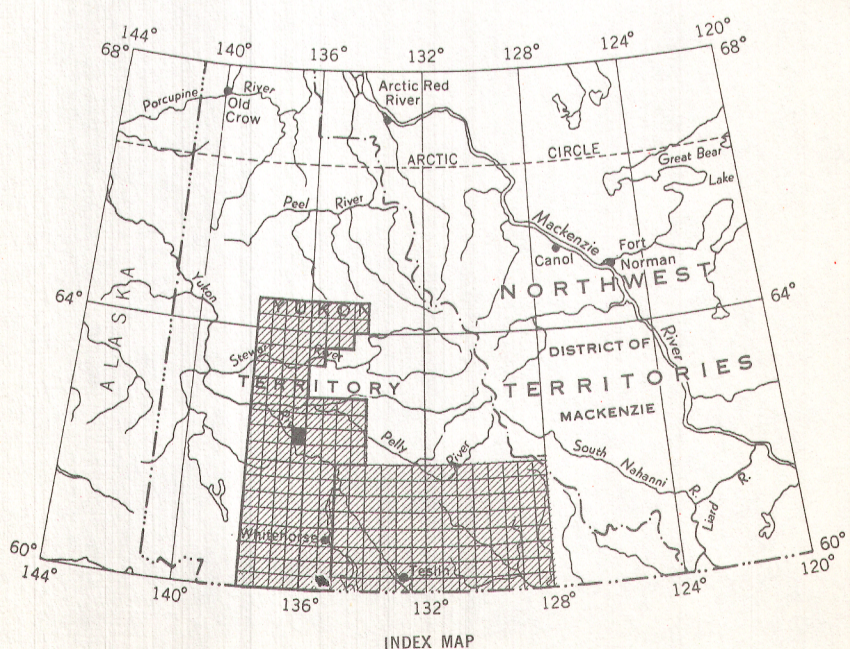 144°
140°
136°
132°
128°
124°
120°
68°
68°
Porcupine River
Old
Crow
Arctic Red
River
ARCTIC CIRCLE
Great Bear
Lake
Peel River
Mackenzie
Canol
Fort
Norman
NORTHWEST
64°
64°
Yukon
ALASKA
YUKON
River
Stewart River
DISTRICT OF
TERRITORY
TERRITORIES
MACKENZIE
Pelly
River
South
Nahanni
R.
Liard
R.
Whitehorse
Teslin
60°
60°
144°
140°
136°
132°
128°
124°
120°
INDEX MAP